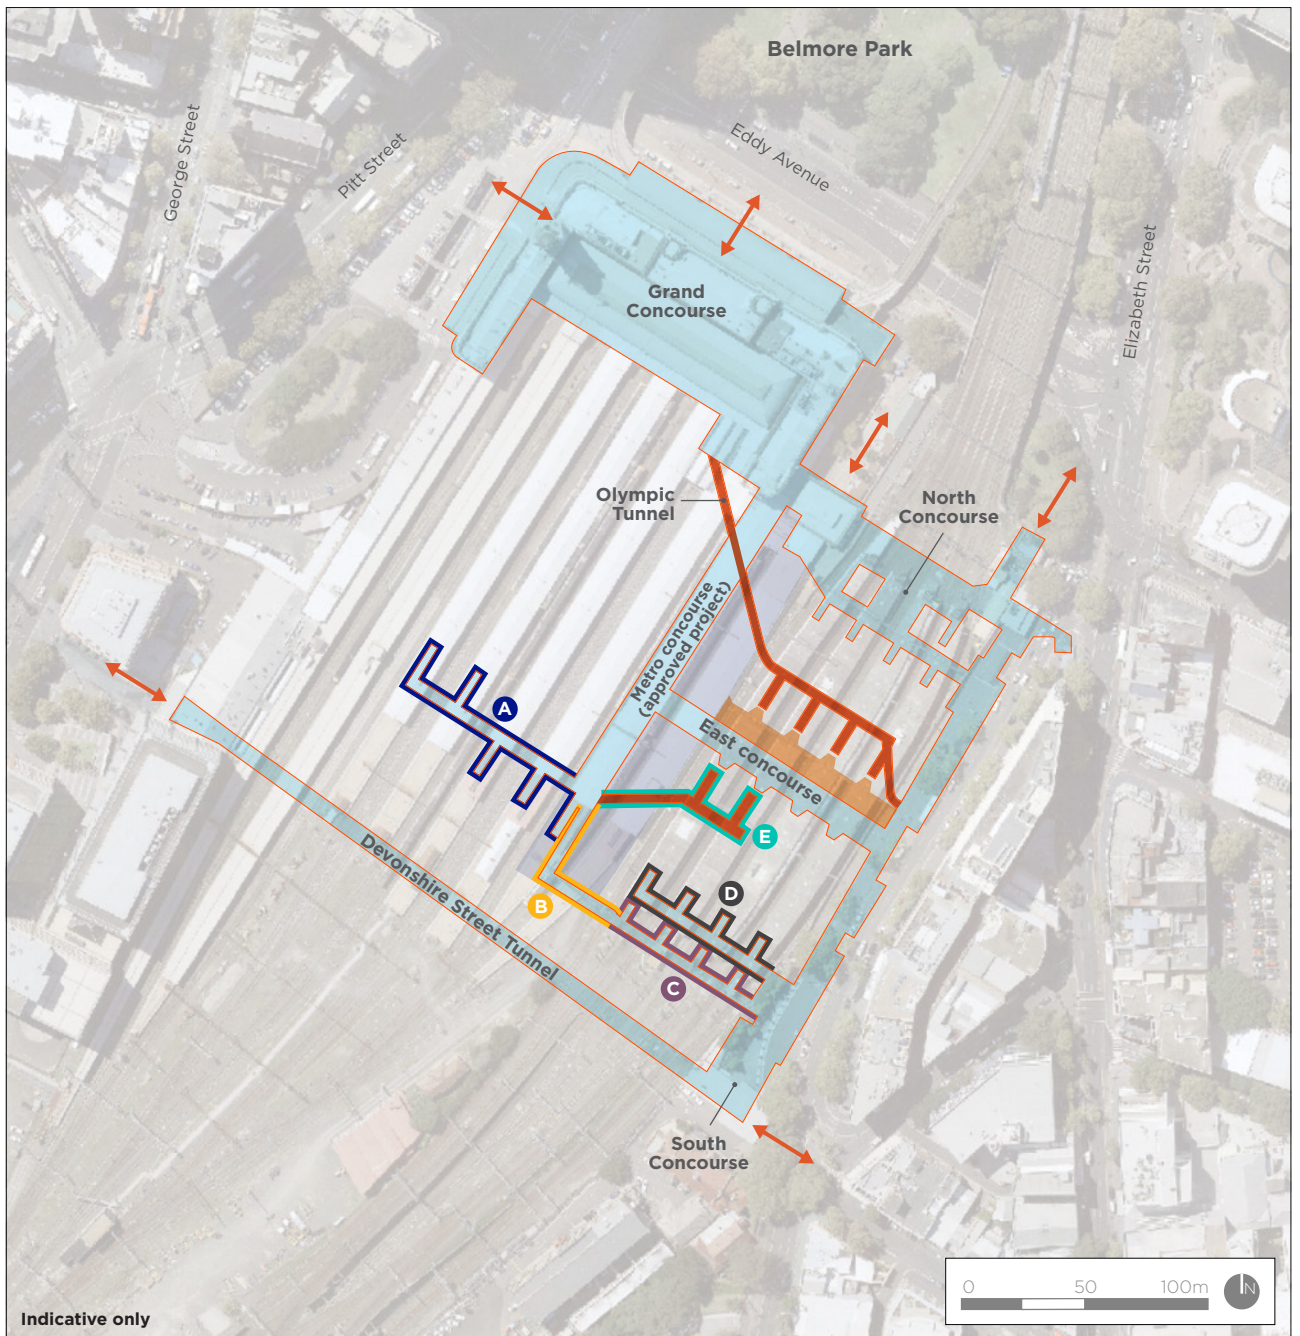 Belmore Park
George Street
Pitt Street
Eddy Avenue
Elizabeth Street
Grand
Concourse
Olympic
Tunnel
North
Concourse
Metro concourse
(approved project)
East concourse
A
B
C
D
E
Devonshire Street Tunnel
South
Concourse
0 50 100m
N
Indicative only